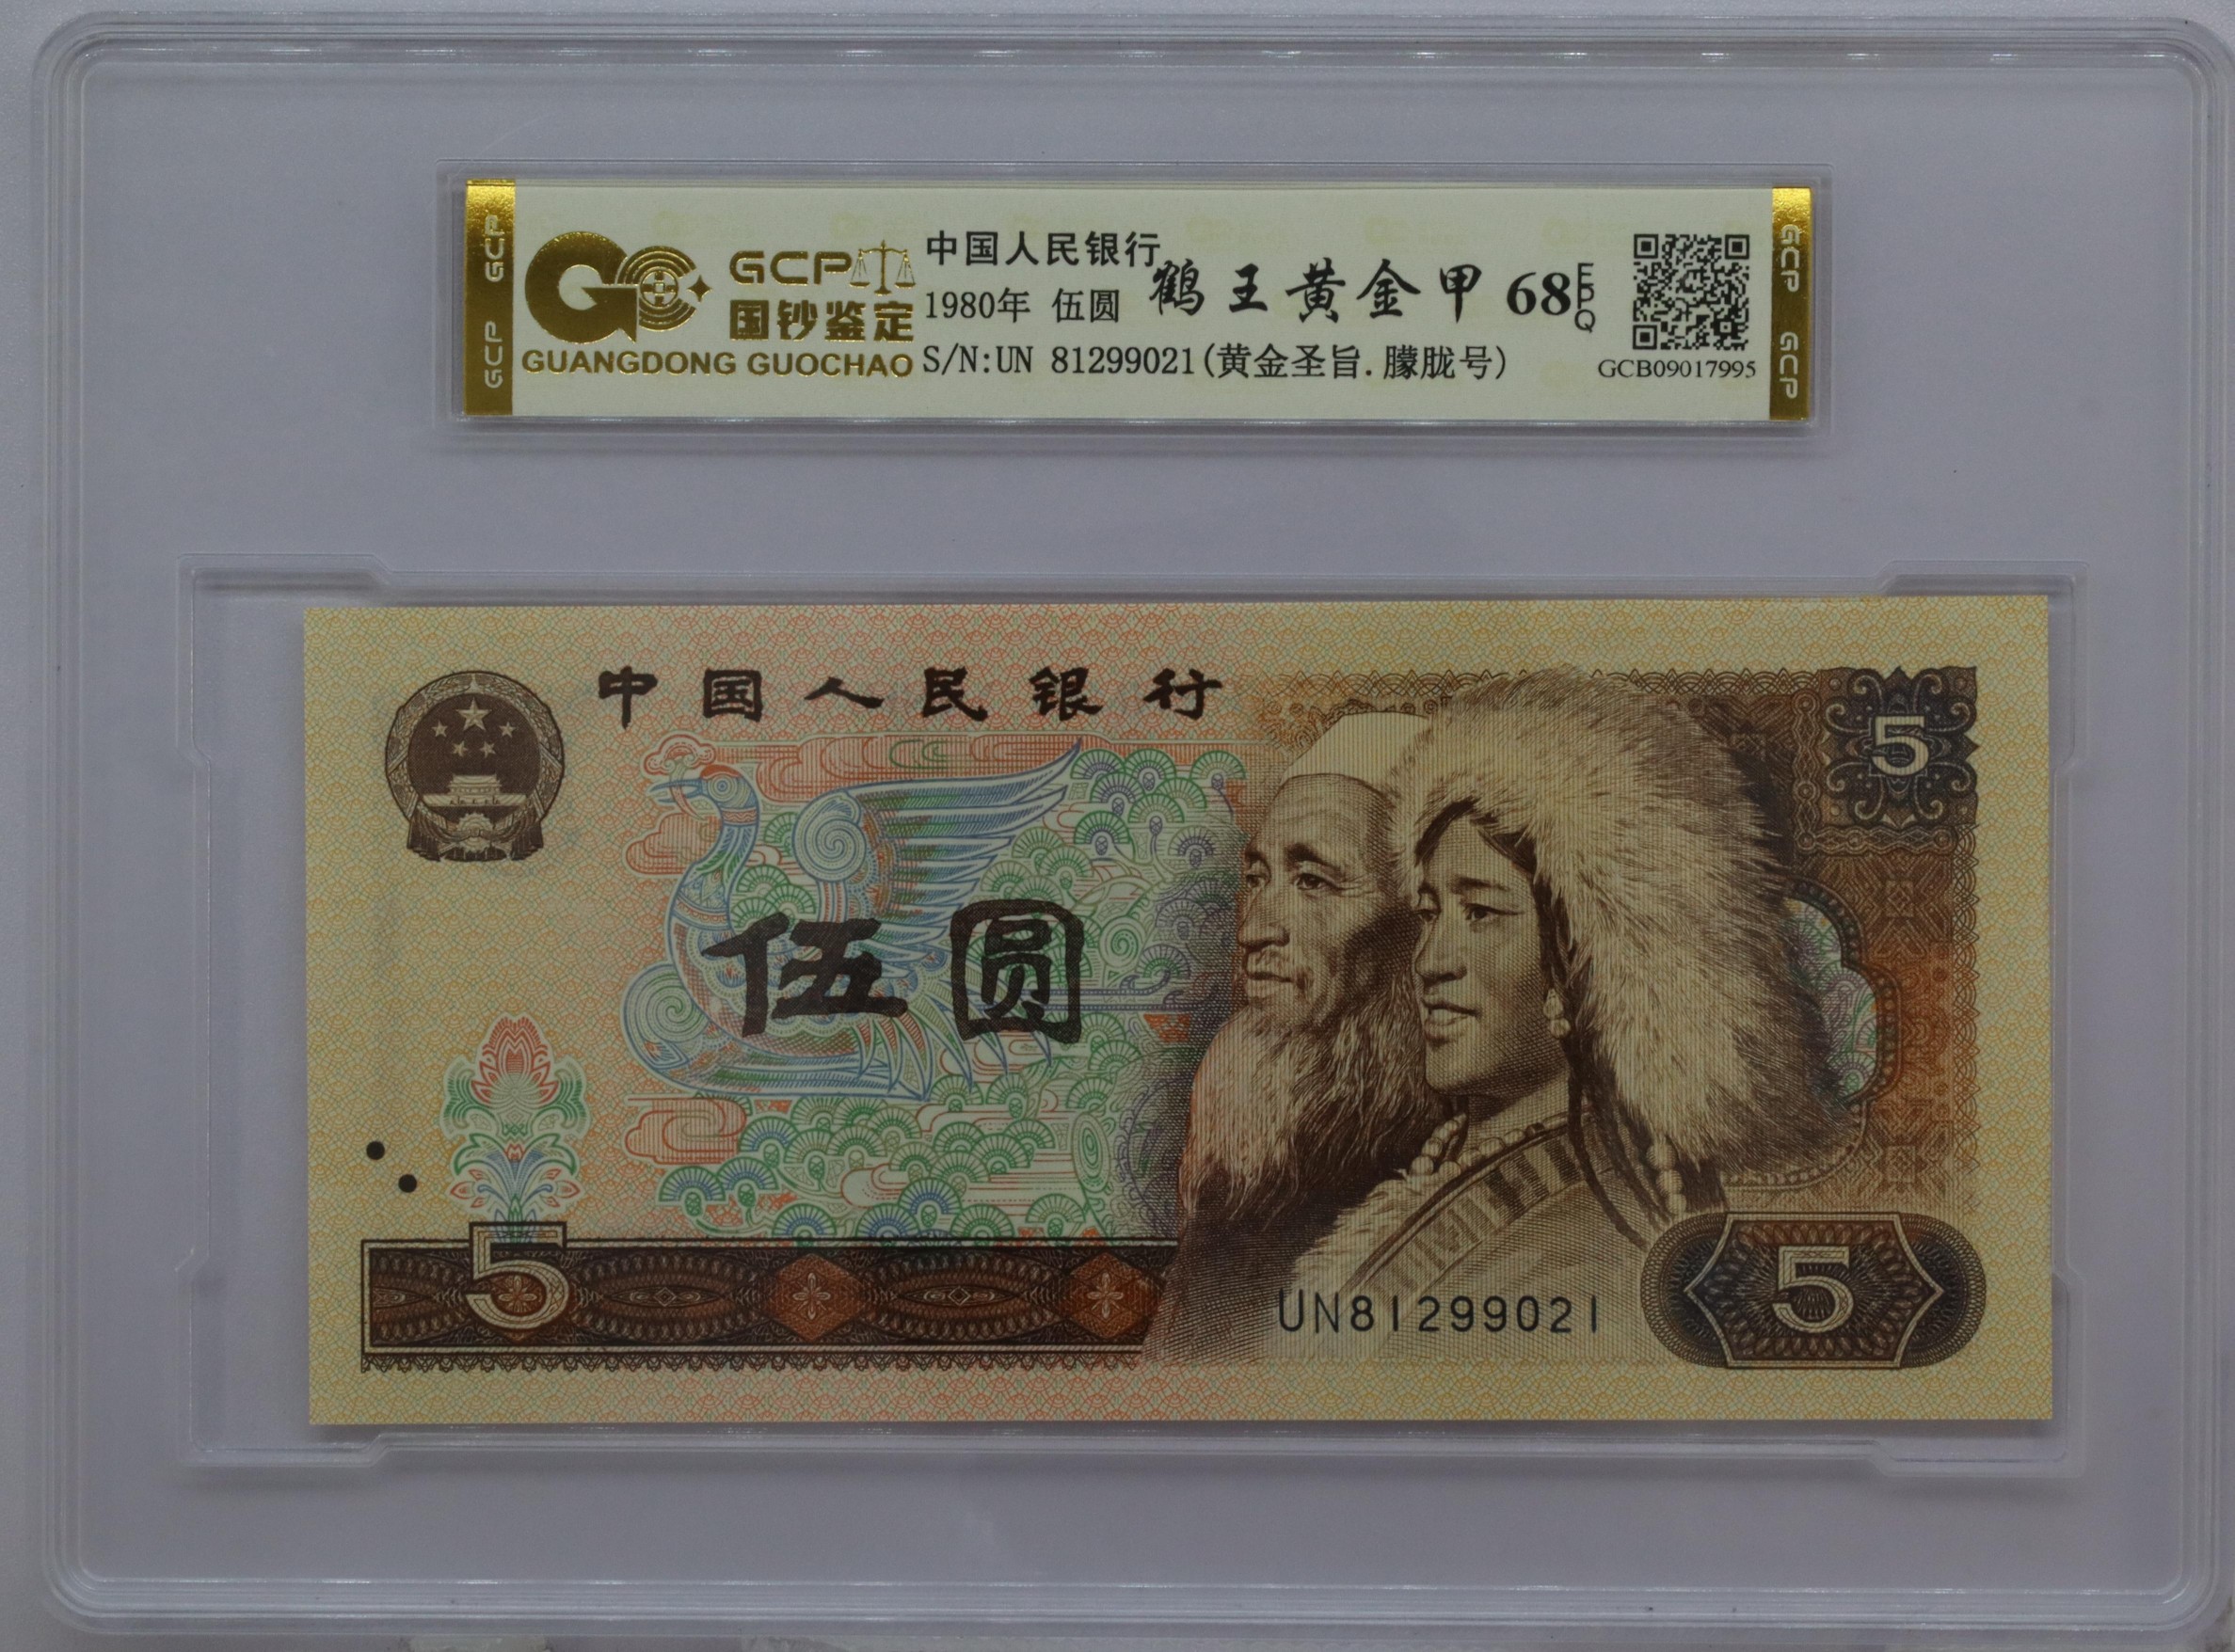 GCP GCP
GCP
国钞鉴定
GUANGDONG GUOCHAO
中国人民银行
1980年 伍圆
鹤王黄金甲 68 EPQ
S/N:UN 81299021(黄金圣旨.朦胧号)
GCB09017995
GCP GCP
中国人民银行
5
伍圆
5
UN81299021
5